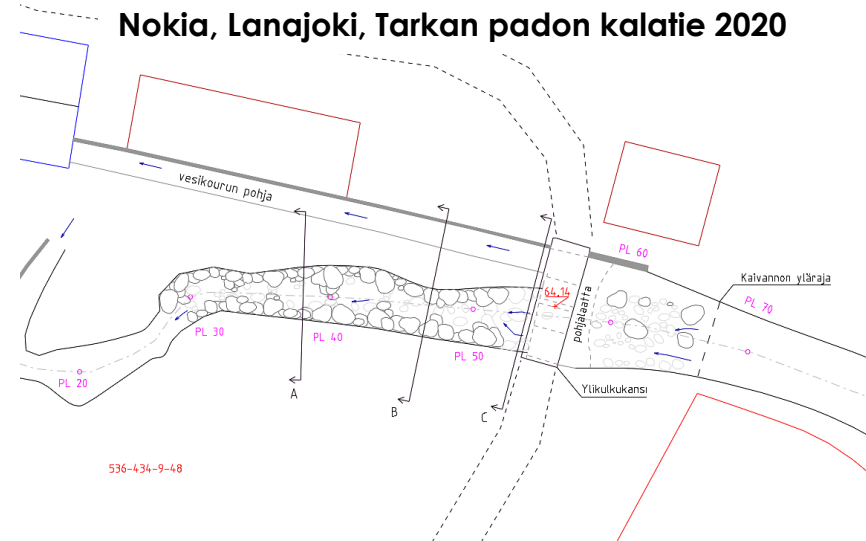 Nokia, Lanajoki, Tarkan padon kalatie 2020
vesikourun pohja
PL 60
Kaivannon yläraja
64.14
pohjalaatta
PL 70
PL 30
PL 40
PL 50
PL 20
A
B
C
Ylikulkukansi
536-434-9-48